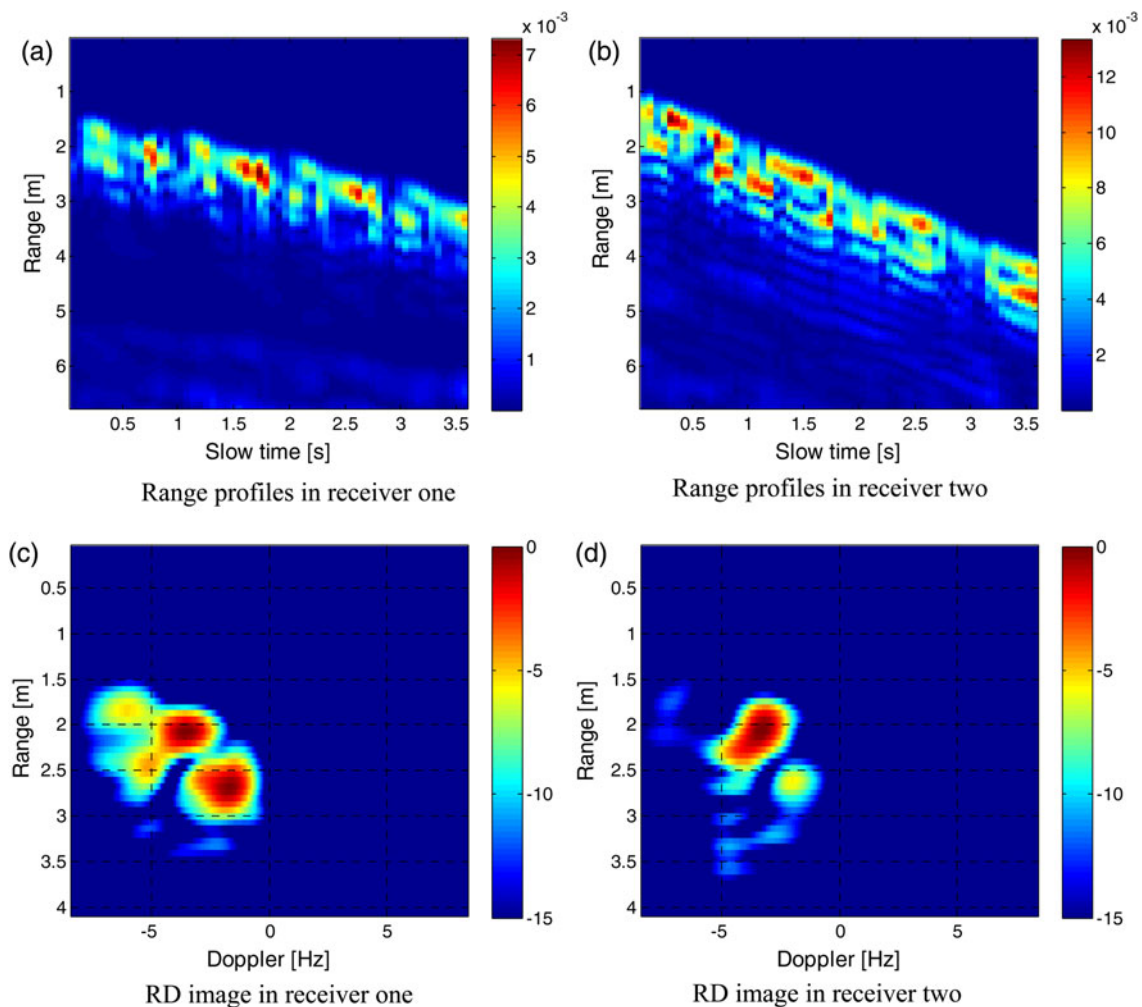 (a)
x 10⁻³
7
6
5
4
3
2
1
1
2
3
4
5
6
Range [m]
0.5 1 1.5 2 2.5 3 3.5
Slow time [s]
Range profiles in receiver one
(b)
x 10⁻³
12
10
8
6
4
2
1
2
3
4
5
6
Range [m]
0.5 1 1.5 2 2.5 3 3.5
Slow time [s]
Range profiles in receiver two
(c)
0
-5
-10
-15
0.5
1
1.5
2
2.5
3
3.5
4
Range [m]
-5 0 5
Doppler [Hz]
RD image in receiver one
(d)
0
-5
-10
-15
0.5
1
1.5
2
2.5
3
3.5
4
Range [m]
-5 0 5
Doppler [Hz]
RD image in receiver two